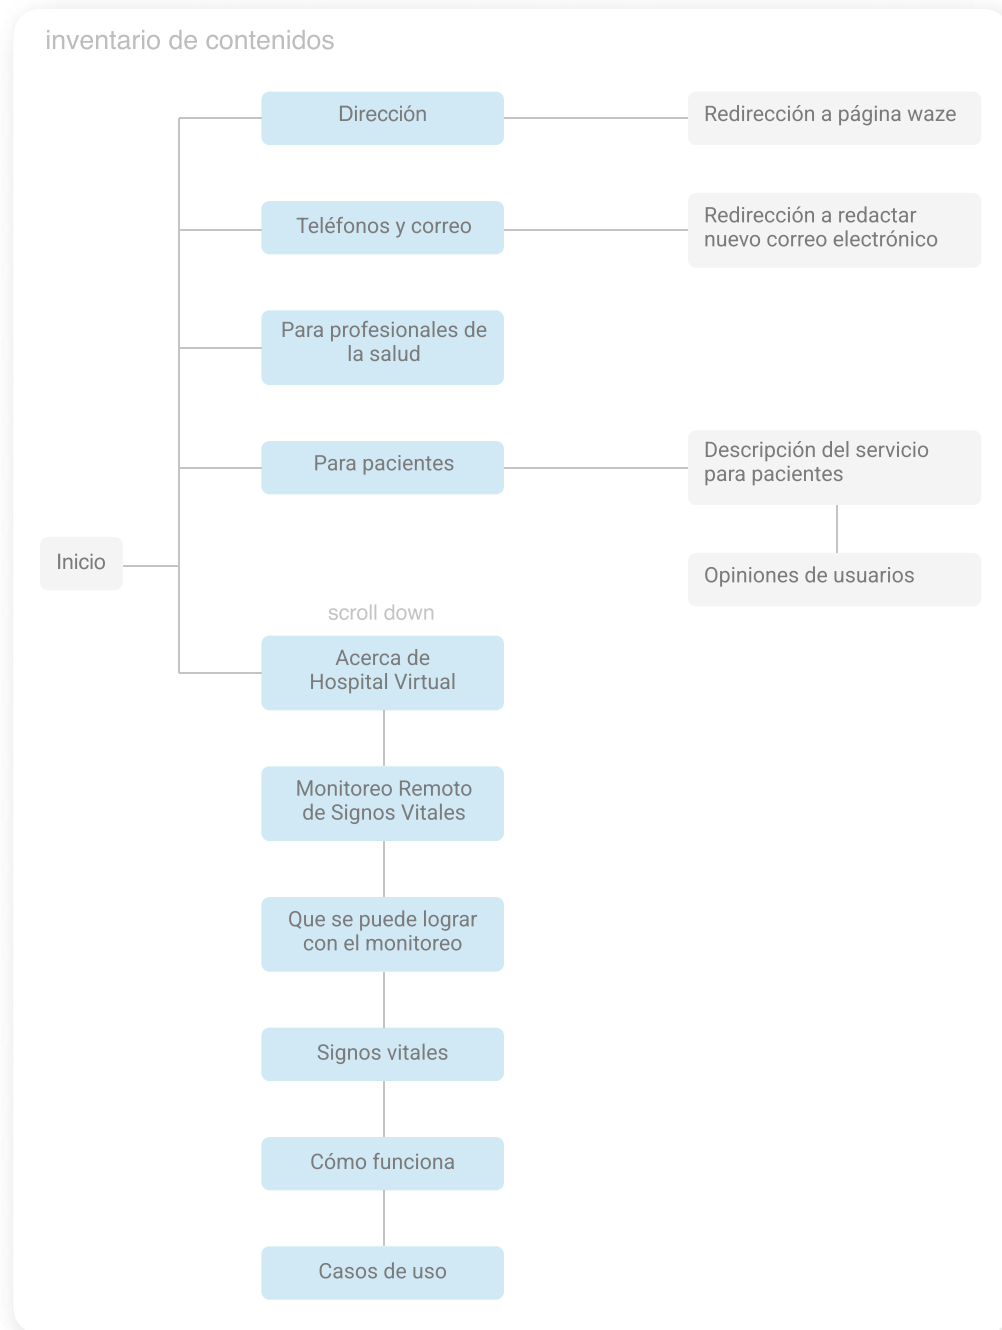 inventario de contenidos
Dirección
Redirección a página waze
Teléfonos y correo
Redirección a redactar
nuevo correo electrónico
Para profesionales de
la salud
Para pacientes
Descripción del servicio
para pacientes
Opiniones de usuarios
Inicio
scroll down
Acerca de
Hospital Virtual
Monitoreo Remoto
de Signos Vitales
Que se puede lograr
con el monitoreo
Signos vitales
Cómo funciona
Casos de uso